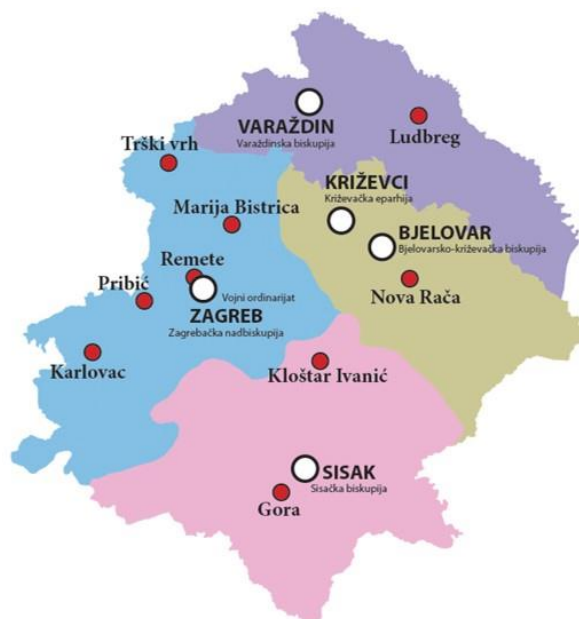 VARAŽDIN
Varaždinska biskupija
Ludbreg
Trški vrh
KRIŽEVCI
Križevačka eparhija
Marija Bistrica
BJELOVAR
Bjelovarsko-križevačka biskupija
Remete
Pribić
Vojni ordinarijat
Nova Rača
ZAGREB
Zagrebačka nadbiskupija
Karlovac
Kloštar Ivanić
SISAK
Sisačka biskupija
Gora